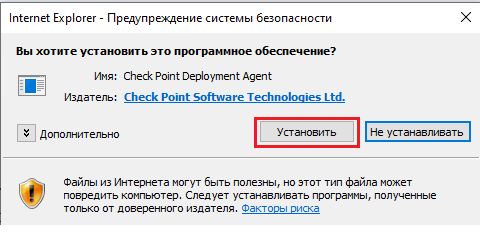 Internet Explorer - Предупреждение системы безопасности
Вы хотите установить это программное обеспечение?
Имя: Check Point Deployment Agent
Издатель: Check Point Software Technologies Ltd.
Дополнительно Установить Не устанавливать
Файлы из Интернета могут быть полезны, но этот тип файла может
повредить компьютер. Следует устанавливать программы, полученные
только от доверенного издателя. Факторы риска